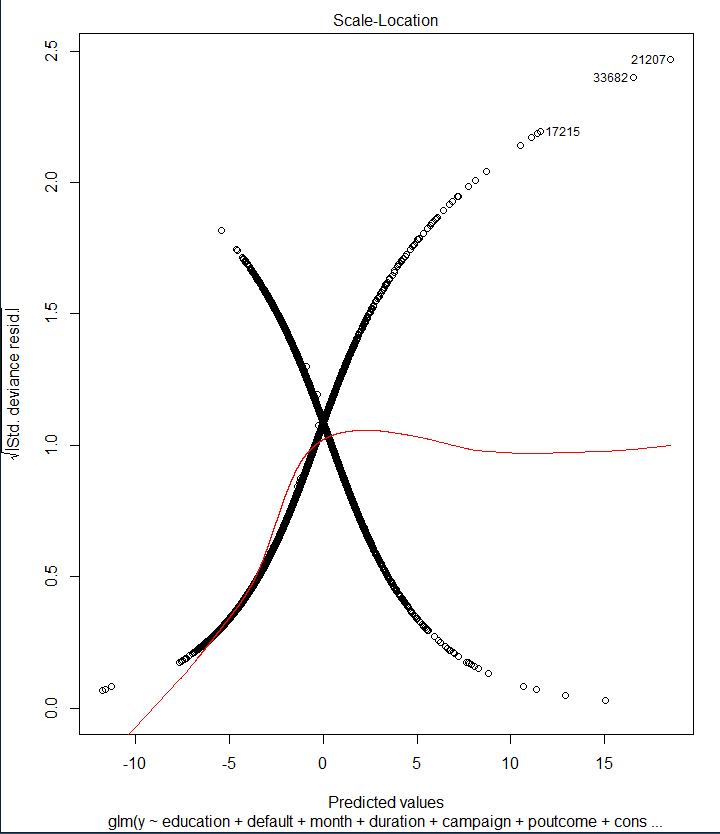 Scale-Location
2.5
2.0
1.5
1.0
0.5
0.0
√|Std. deviance resid.|
21207
33682
17215
-10 -5 0 5 10 15
Predicted values
glm(y ~ education + default + month + duration + campaign + poutcome + cons ...